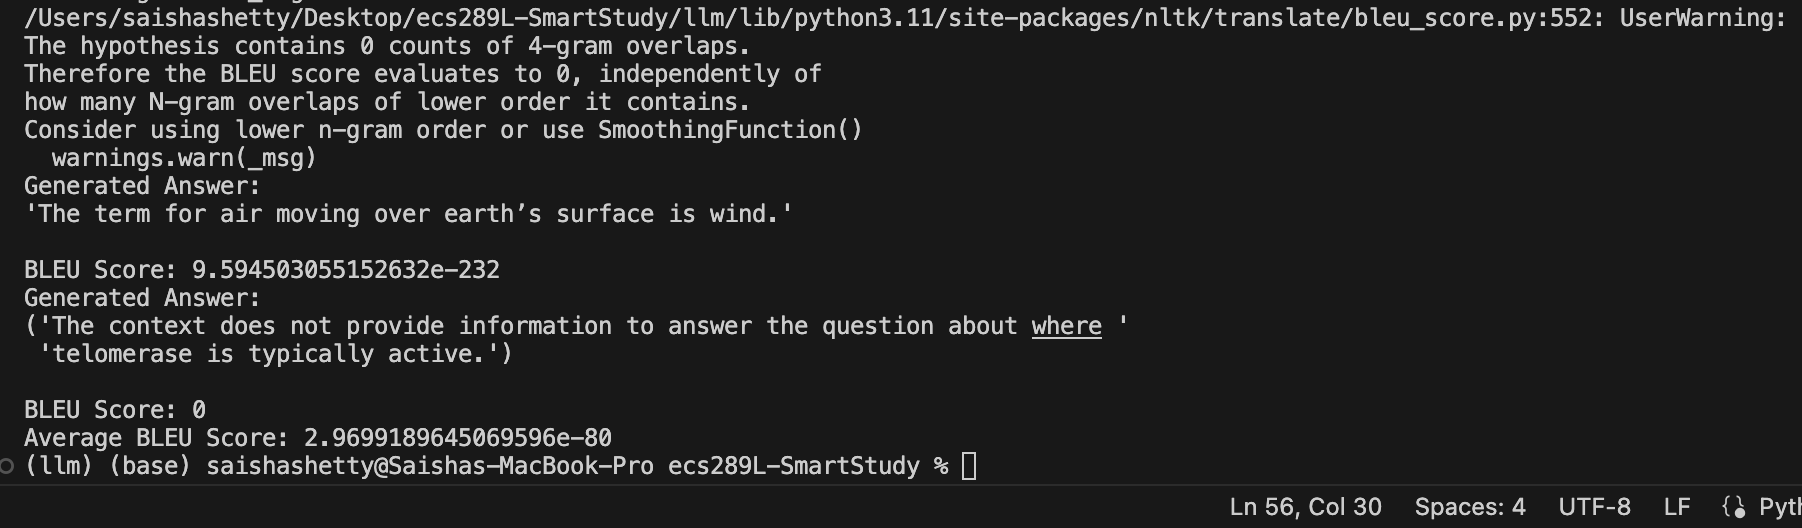 /Users/saishashetty/Desktop/ecs289L-SmartStudy/llm/lib/python3.11/site-packages/nltk/translate/bleu_score.py:552: UserWarning:
The hypothesis contains 0 counts of 4-gram overlaps.
Therefore the BLEU score evaluates to 0, independently of
how many N-gram overlaps of lower order it contains.
Consider using lower n-gram order or use SmoothingFunction()
  warnings.warn(_msg)
Generated Answer:
'The term for air moving over earth’s surface is wind.'
BLEU Score: 9.594503055152632e-232
Generated Answer:
('The context does not provide information to answer the question about where '
 'telomerase is typically active.')
BLEU Score: 0
Average BLEU Score: 2.9699189645069596e-80
(llm) (base) saishashetty@Saishas-MacBook-Pro ecs289L-SmartStudy %
Ln 56, Col 30 Spaces: 4 UTF-8 LF {} Pyth